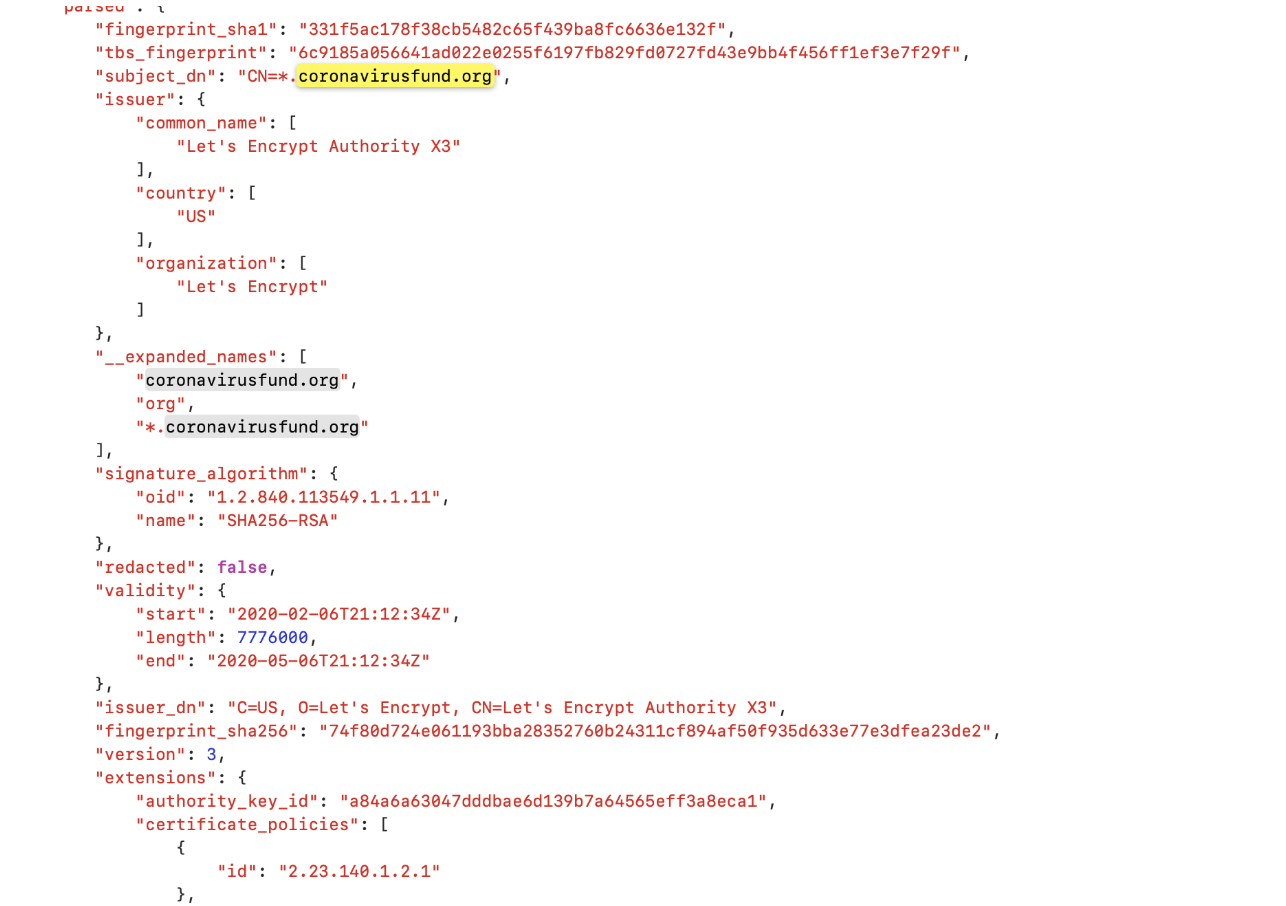 parsed": {
"fingerprint_sha1": "331f5ac178f38cb5482c65f439ba8fc6636e132f",
"tbs_fingerprint": "6c9185a056641ad022e0255f6197fb829fd0727fd43e9bb4f456ff1ef3e7f29f",
"subject_dn": "CN=*.coronavirusfund.org",
"issuer": {
"common_name": [
"Let's Encrypt Authority X3"
],
"country": [
"US"
],
"organization": [
"Let's Encrypt"
]
},
"__expanded_names": [
"coronavirusfund.org",
"org",
"*.coronavirusfund.org"
],
"signature_algorithm": {
"oid": "1.2.840.113549.1.1.11",
"name": "SHA256-RSA"
},
"redacted": false,
"validity": {
"start": "2020-02-06T21:12:34Z",
"length": 7776000,
"end": "2020-05-06T21:12:34Z"
},
"issuer_dn": "C=US, O=Let's Encrypt, CN=Let's Encrypt Authority X3",
"fingerprint_sha256": "74f80d724e061193bba28352760b24311cf894af50f935d633e77e3dfea23de2",
"version": 3,
"extensions": {
"authority_key_id": "a84a6a63047dddbae6d139b7a64565eff3a8eca1",
"certificate_policies": [
{
"id": "2.23.140.1.2.1"
},